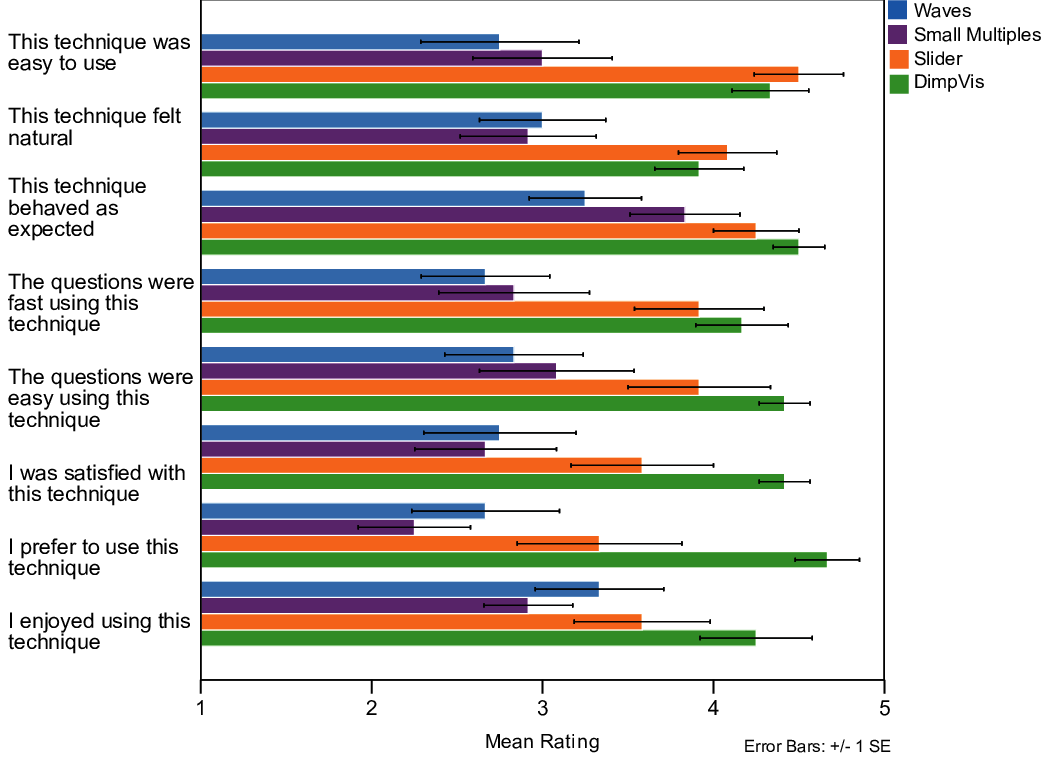 Waves
Small Multiples
Slider
DimpVis
This technique was
easy to use
This technique felt
natural
This technique
behaved as
expected
The questions were
fast using this
technique
The questions were
easy using this
technique
I was satisfied with
this technique
I prefer to use this
technique
I enjoyed using this
technique
1 2 3 4 5
Mean Rating
Error Bars: +/- 1 SE